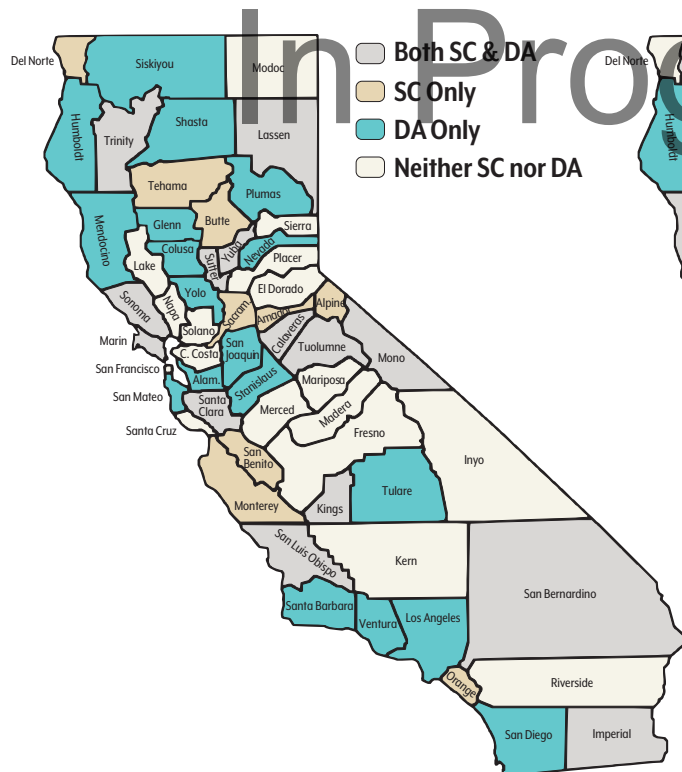 In Prog
Both SC & DA
SC Only
DA Only
Neither SC nor DA
Del Norte
Siskiyou
Modoc
Humboldt
Trinity
Shasta
Lassen
Tehama
Plumas
Mendocino
Glenn
Butte
Sierra
Colusa
Sutter
Yuba
Nevada
Placer
Lake
Yolo
El Dorado
Sonoma
Napa
Solano
Sacram.
Amador
Alpine
Calaveras
Tuolumne
Mono
Marin
C. Costa
San
Joaquin
San Francisco
Alam.
Stanislaus
Mariposa
San Mateo
Santa
Clara
Merced
Madera
Santa Cruz
Fresno
Inyo
San
Benito
Monterey
Kings
Tulare
San Luis Obispo
Kern
San Bernardino
Santa Barbara
Ventura
Los Angeles
Orange
Riverside
San Diego
Imperial
Del Norte
Humboldt